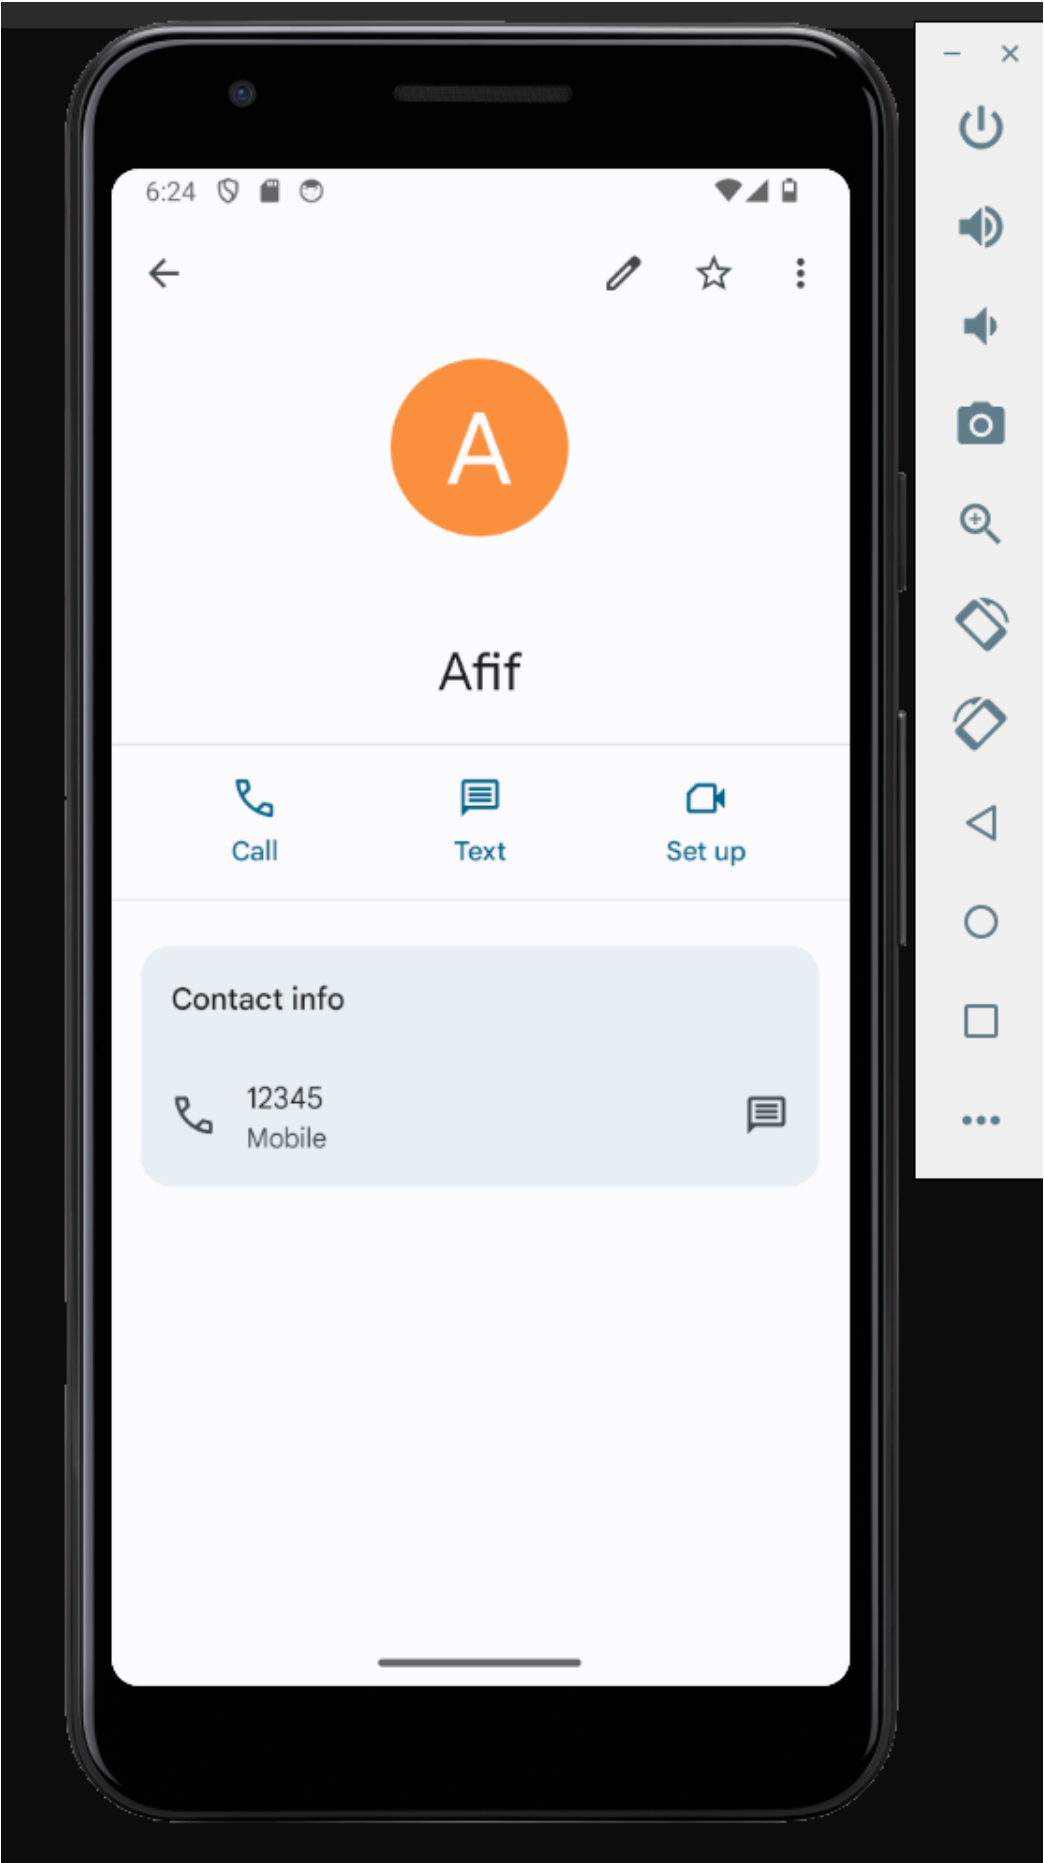 6:24
A
Afif
Call
Text
Set up
Contact info
12345
Mobile